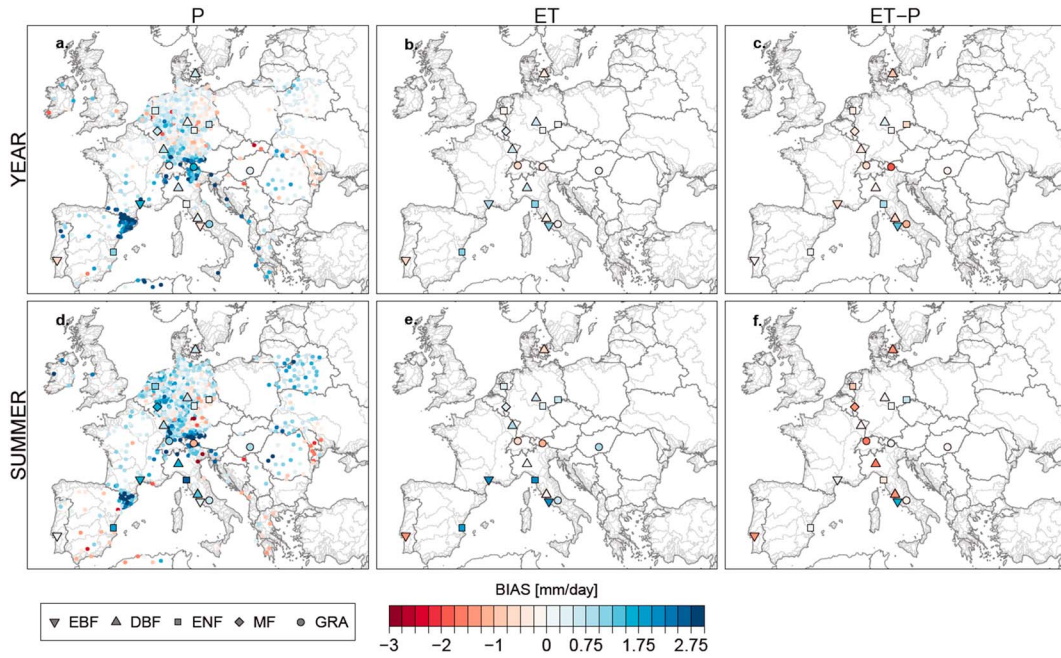 P ET ET−P
a. b. c.
YEAR
d. e. f.
SUMMER
BIAS [mm/day]
EBF DBF ENF MF GRA
−3 −2 −1 0 0.75 1.75 2.75